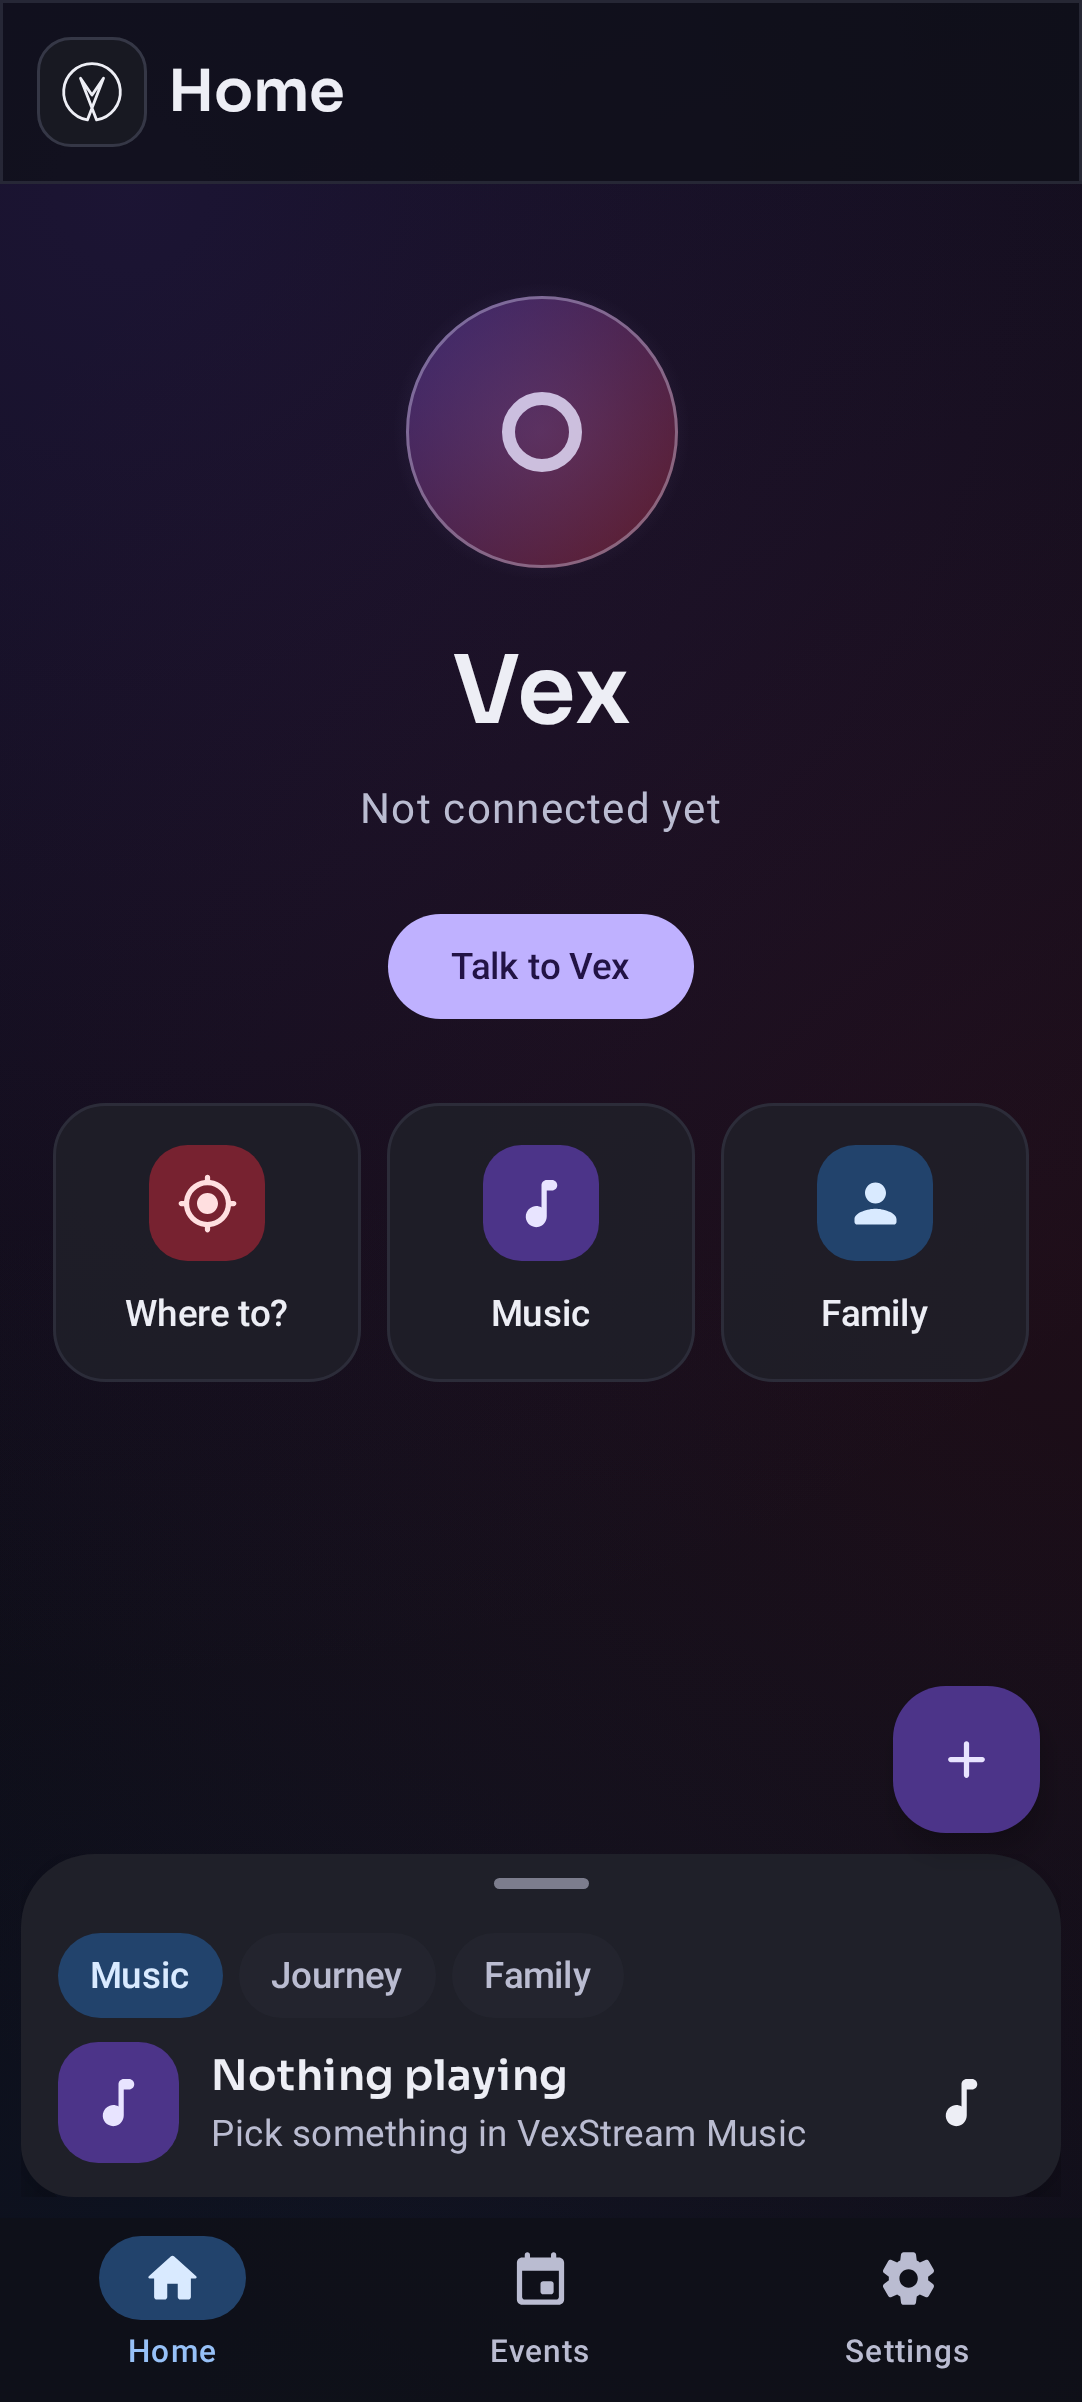 Home
Vex
Not connected yet
Talk to Vex
Where to?
Music
Family
Music
Journey
Family
Nothing playing
Pick something in VexStream Music
Home
Events
Settings